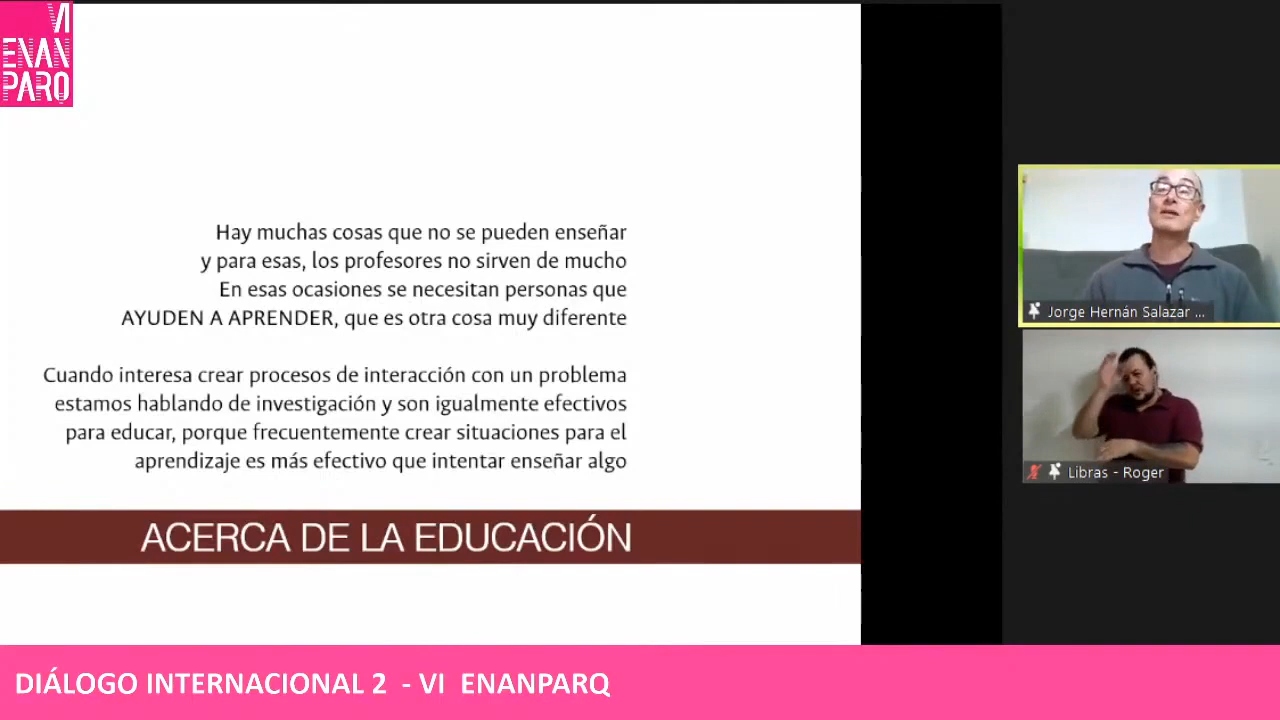 VI
ENAN
PARQ
Hay muchas cosas que no se pueden enseñar
y para esas, los profesores no sirven de mucho
En esas ocasiones se necesitan personas que
AYUDEN A APRENDER, que es otra cosa muy diferente
Cuando interesa crear procesos de interacción con un problema
estamos hablando de investigación y son igualmente efectivos
para educar, porque frecuentemente crear situaciones para el
aprendizaje es más efectivo que intentar enseñar algo
ACERCA DE LA EDUCACIÓN
Jorge Hernán Salazar ...
Libras - Roger
DIÁLOGO INTERNACIONAL 2 - VI ENANPARQ